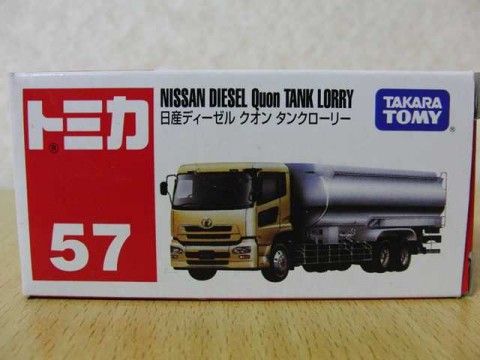 トミカ®
NISSAN DIESEL Quon TANK LORRY
日産ディーゼル クオン タンクローリー
TAKARA
TOMY
57